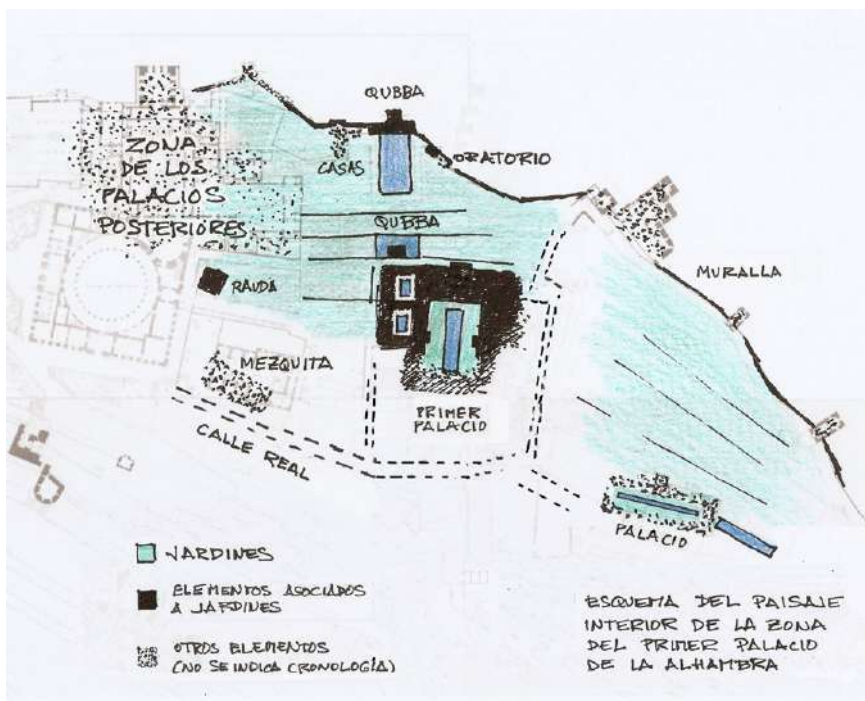 QUBBA
ZONA
DE LOS
PALACIOS
POSTERIORES
CASAS
ORATORIO
QUBBA
RAUDA
MURALLA
MEZQUITA
PRIMER
PALACIO
CALLE REAL
PALACIO
JARDINES
ELEMENTOS ASOCIADOS
A JARDINES
OTROS ELEMENTOS
(NO SE INDICA CRONOLOGÍA)
ESQUEMA DEL PAISAJE
INTERIOR DE LA ZONA
DEL PRIMER PALACIO
DE LA ALHAMBRA